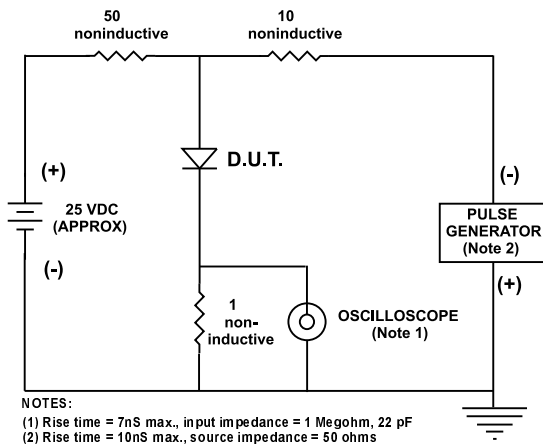 50
noninductive
10
noninductive
(+)
D.U.T.
(-)
25 VDC
(APPROX)
PULSE
GENERATOR
(Note 2)
(-)
(+)
1
non-
inductive
OSCILLOSCOPE
(Note 1)
NOTES:
(1) Rise time = 7nS max., input impedance = 1 Megohm, 22 pF
(2) Rise time = 10nS max., source impedance = 50 ohms